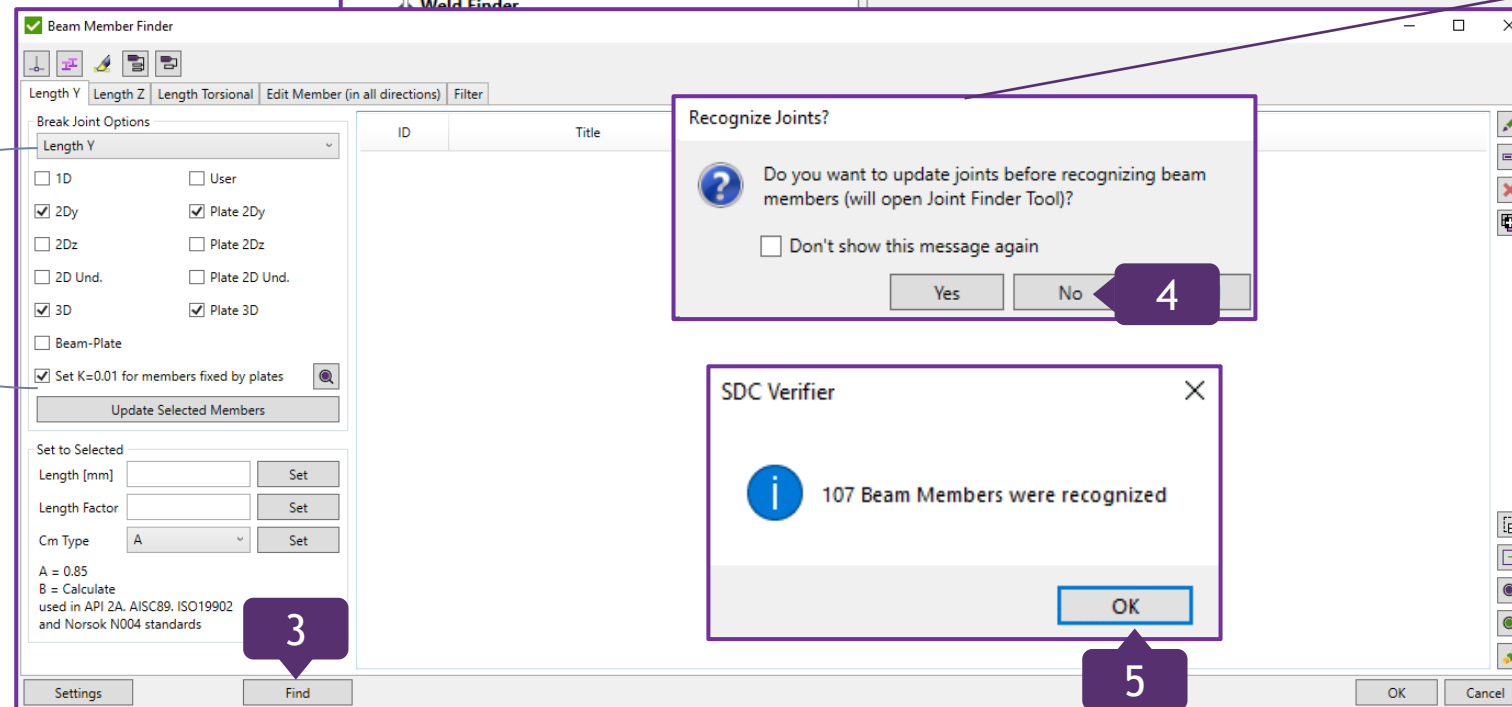 Weld Finder
Beam Member Finder
Length Y Length Z Length Torsional Edit Member (in all directions) Filter
Break Joint Options
Length Y
1D User
2Dy Plate 2Dy
2Dz Plate 2Dz
2D Und. Plate 2D Und.
3D Plate 3D
Beam-Plate
Set K=0.01 for members fixed by plates
Update Selected Members
Set to Selected
Length [mm] Set
Length Factor Set
Cm Type A Set
A = 0.85
B = Calculate
used in API 2A. AISC89. ISO19902
and Norsok N004 standards
3
Settings Find
ID Title
Recognize Joints?
Do you want to update joints before recognizing beam
members (will open Joint Finder Tool)?
Don't show this message again
Yes No
4
SDC Verifier
107 Beam Members were recognized
OK
5
OK Cancel